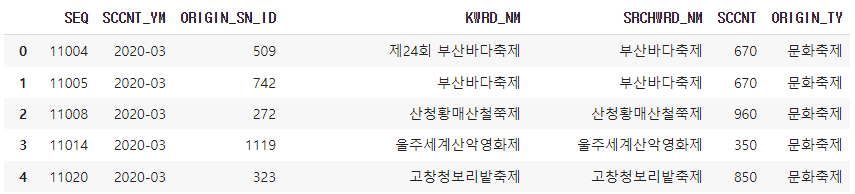 SEQ SCCNT_YM ORIGIN_SN_ID KWRD_NM SRCHWRD_NM SCCNT ORIGIN_TY
0 11004 2020-03 509 제24회 부산바다축제 부산바다축제 670 문화축제
1 11005 2020-03 742 부산바다축제 부산바다축제 670 문화축제
2 11008 2020-03 272 산청황매산철쭉제 산청황매산철쭉제 960 문화축제
3 11014 2020-03 1119 울주세계산악영화제 울주세계산악영화제 350 문화축제
4 11020 2020-03 323 고창청보리밭축제 고창청보리밭축제 850 문화축제